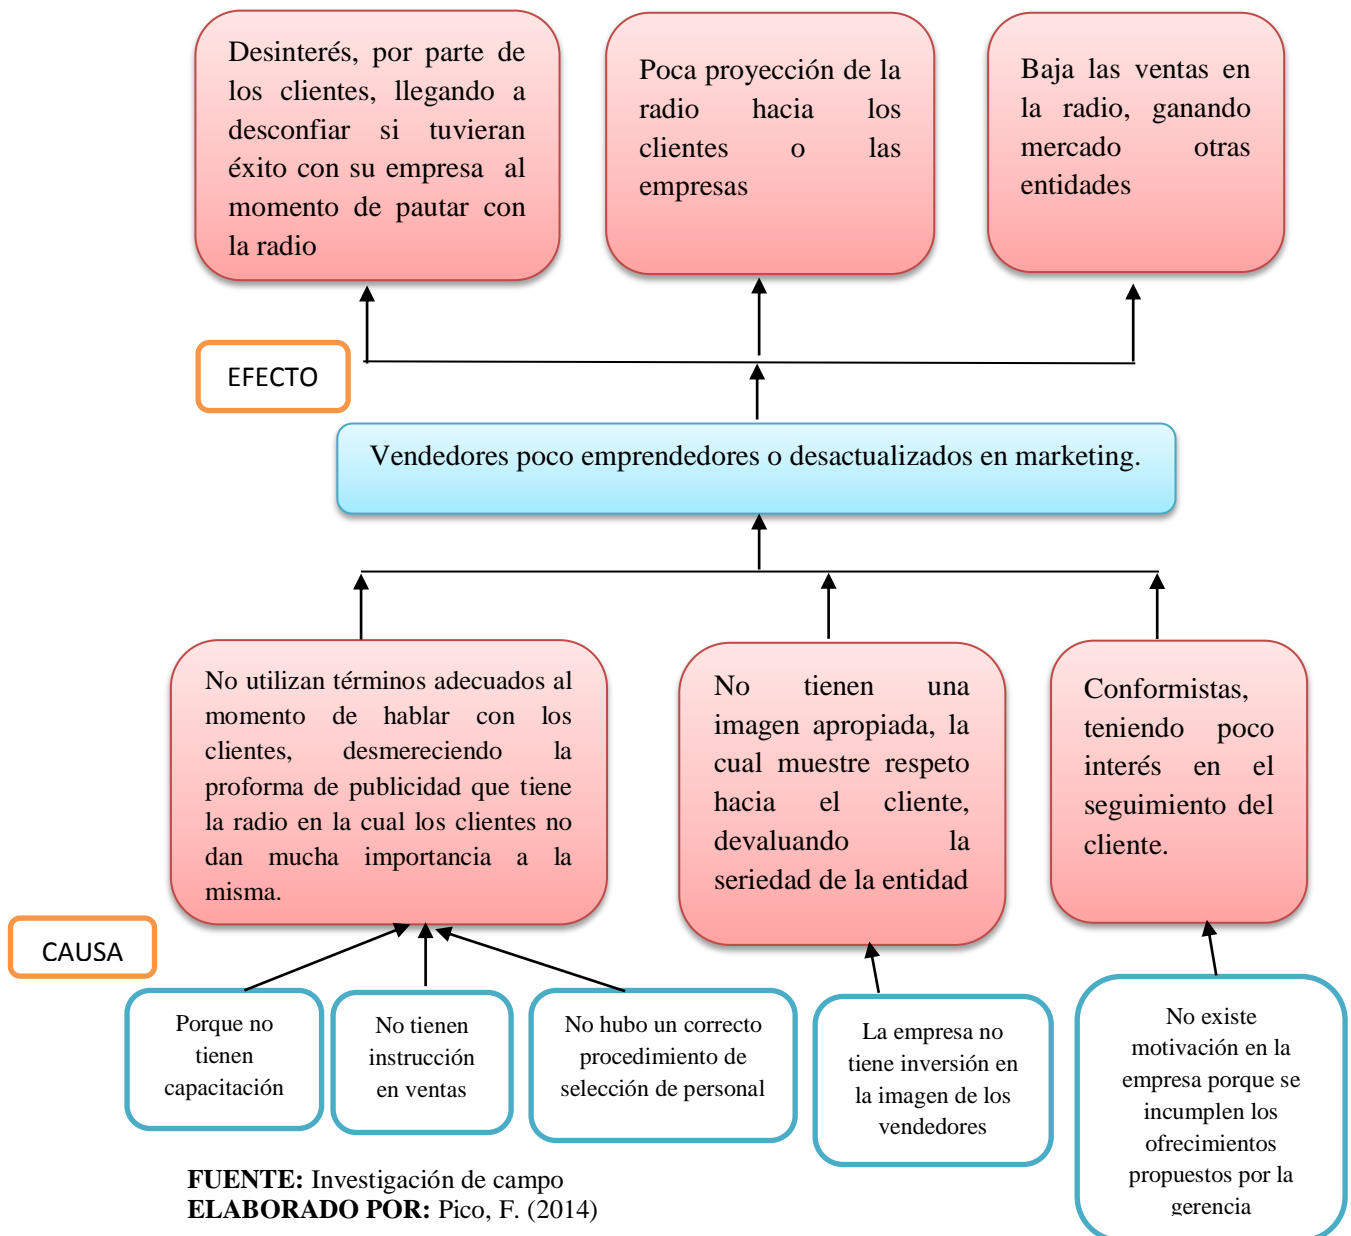 Desinterés, por parte de
los clientes, llegando a
desconfiar si tuvieran
éxito con su empresa al
momento de pautar con
la radio
Poca proyección de la
radio hacia los
clientes o las
empresas
Baja las ventas en
la radio, ganando
mercado otras
entidades
EFECTO
Vendedores poco emprendedores o desactualizados en marketing.
No utilizan términos adecuados al
momento de hablar con los
clientes, desmereciendo la
proforma de publicidad que tiene
la radio en la cual los clientes no
dan mucha importancia a la
misma.
No tienen una
imagen apropiada, la
cual muestre respeto
hacia el cliente,
devaluando la
seriedad de la entidad
Conformistas,
teniendo poco
interés en el
seguimiento del
cliente.
CAUSA
Porque no
tienen
capacitación
No tienen
instrucción
en ventas
No hubo un correcto
procedimiento de
selección de personal
La empresa no
tiene inversión en
la imagen de los
vendedores
No existe
motivación en la
empresa porque se
incumplen los
ofrecimientos
propuestos por la
gerencia
FUENTE: Investigación de campo
ELABORADO POR: Pico, F. (2014)